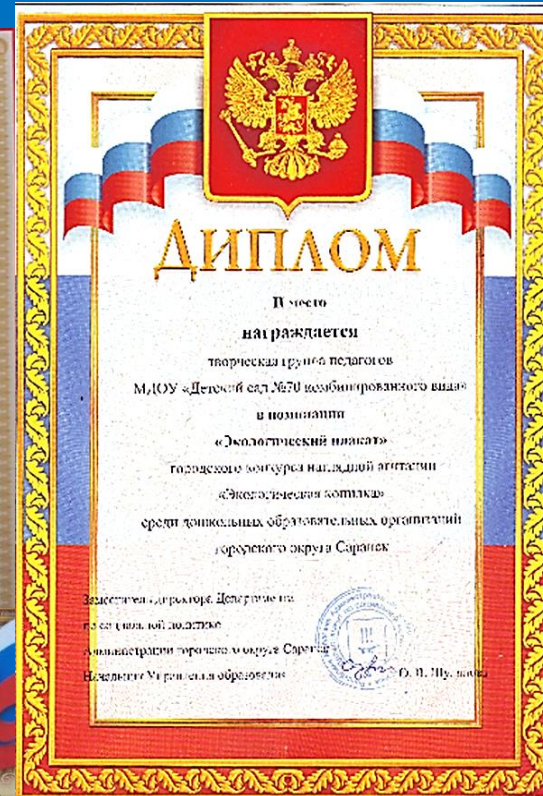 ДИПЛОМ
II место
награждается
творческая группа педагогов
МДОУ «Детский сад №70 комбинированного вида»
в номинации
«Экологический плакат»
городского конкурса наглядной агитации
«Экологическая копилка»
среди дошкольных образовательных организаций
городского округа Саранск
Заместитель директора Департамента
по социальной политике
Администрации городского округа Саранск
Начальник Управления образования О. В.